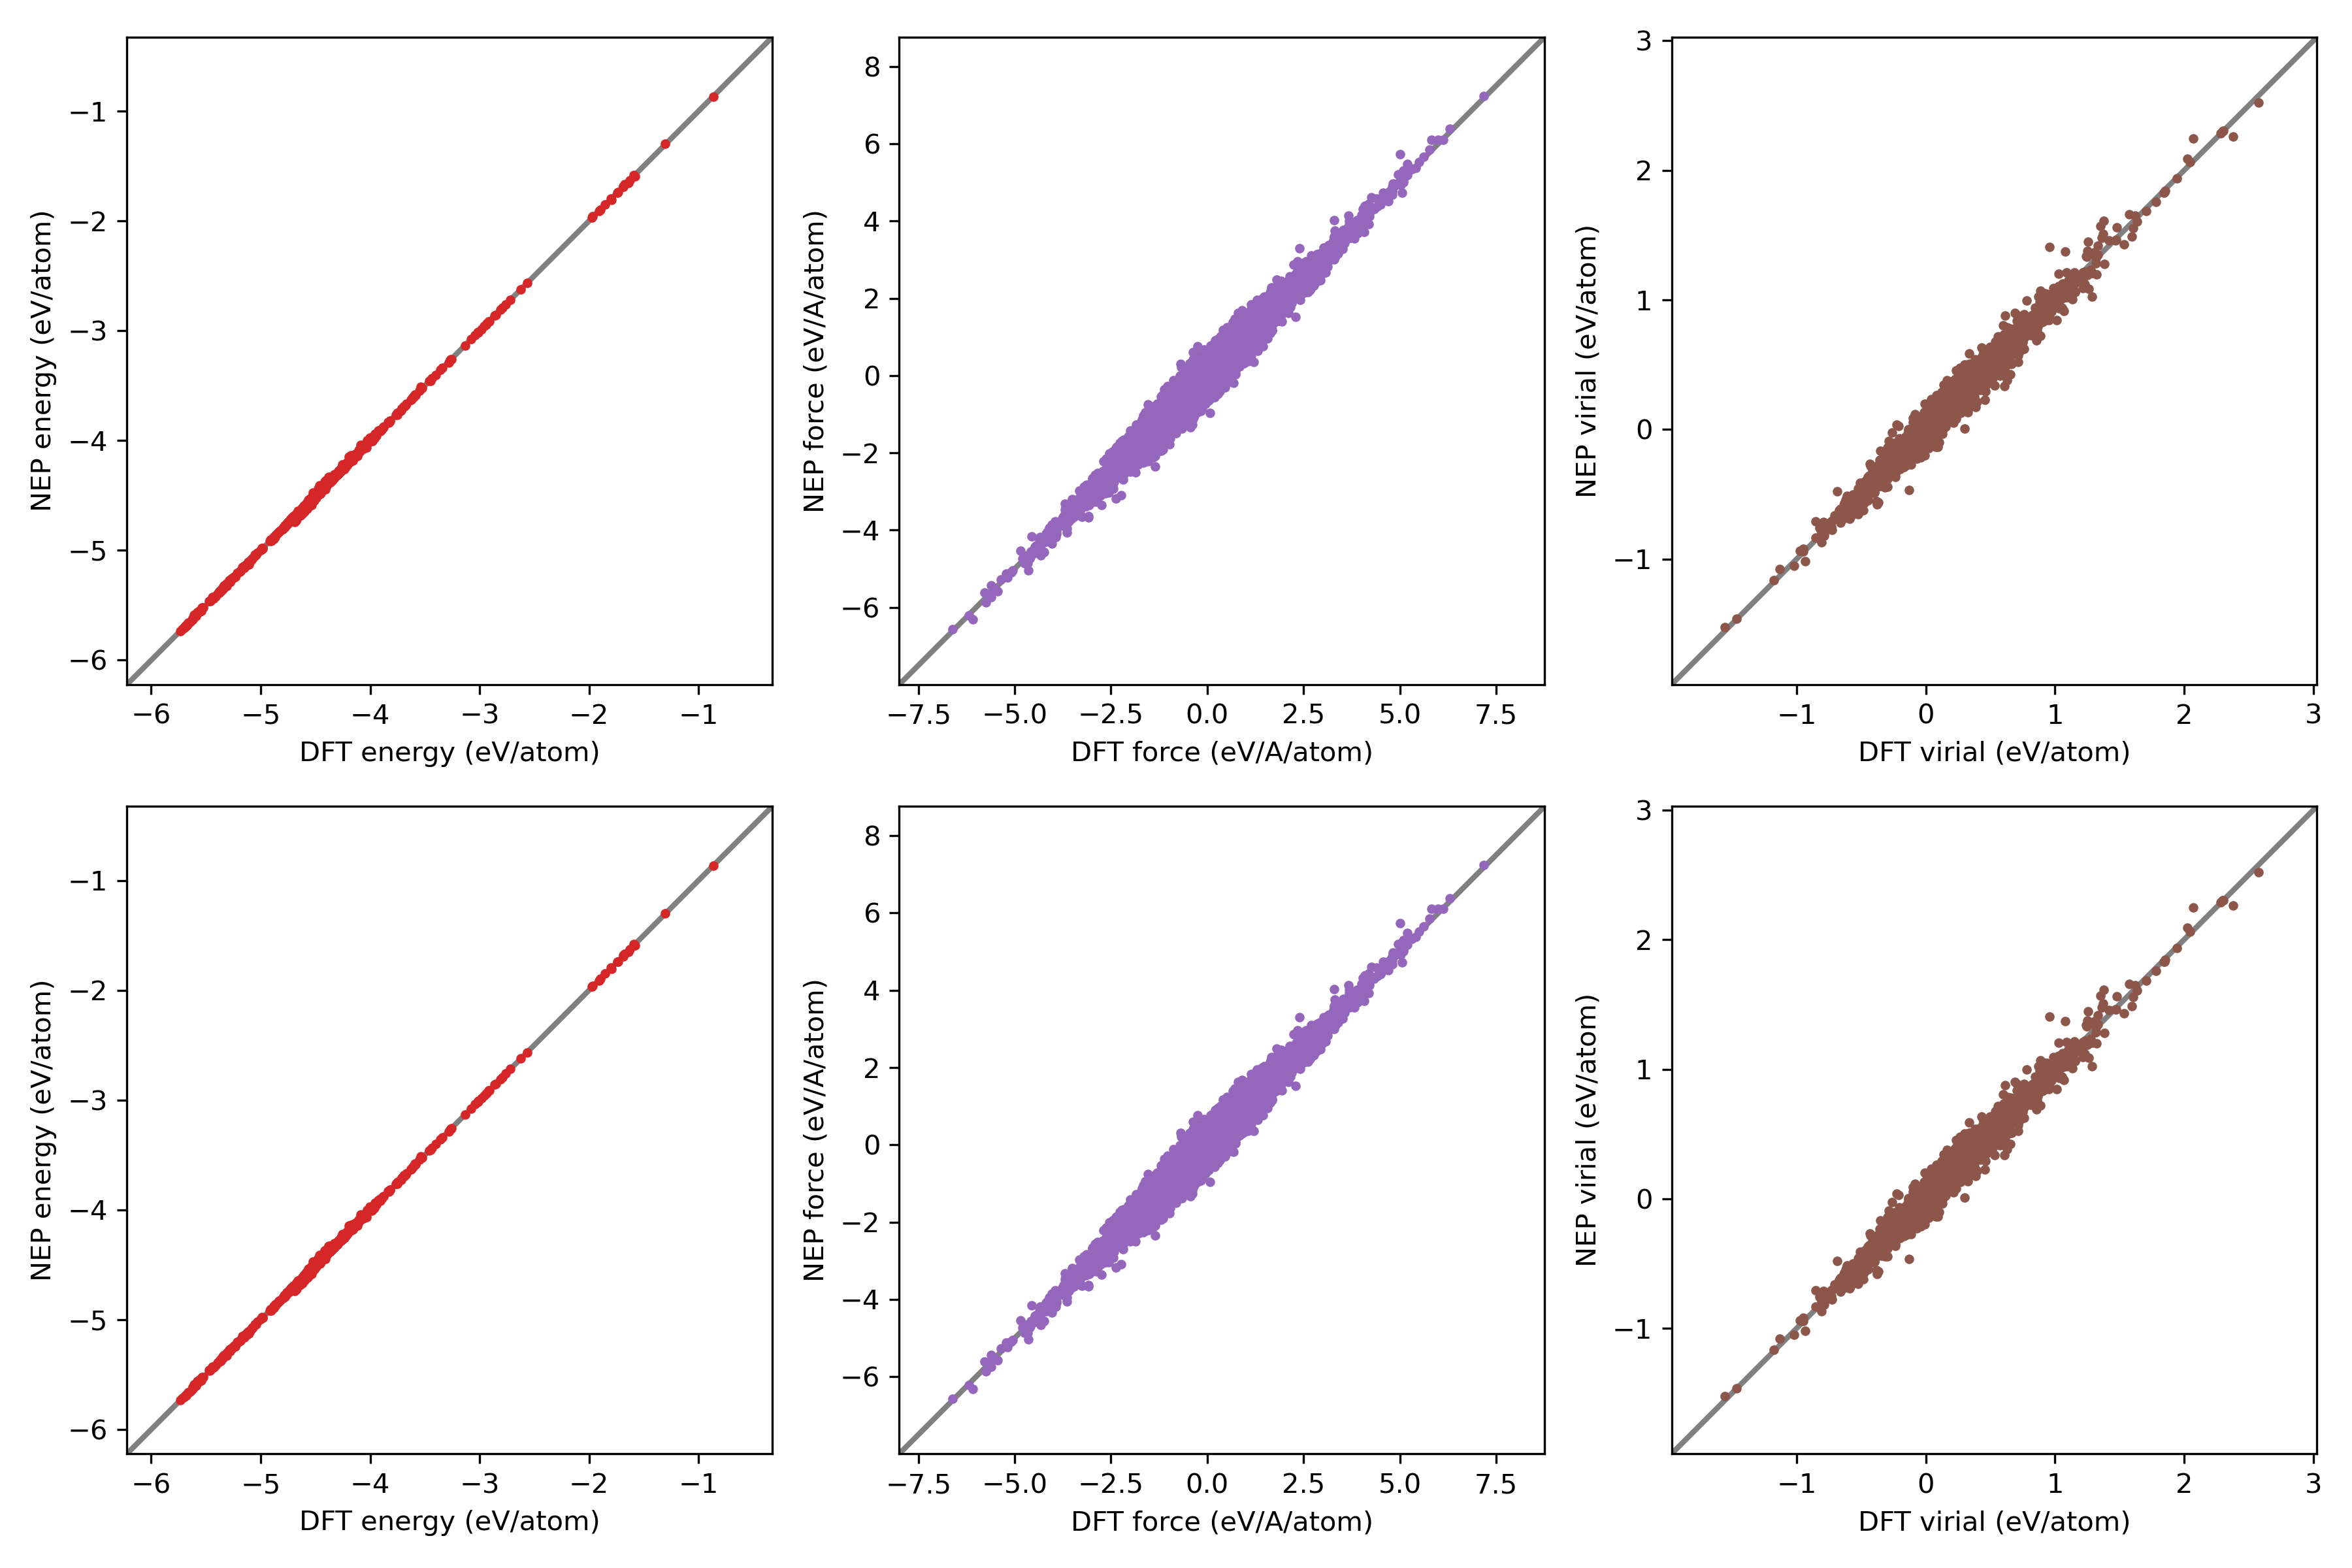 NEP energy (eV/atom)
−1
−2
−3
−4
−5
−6
−6 −5 −4 −3 −2 −1
DFT energy (eV/atom)
NEP force (eV/A/atom)
8
6
4
2
0
−2
−4
−6
−7.5 −5.0 −2.5 0.0 2.5 5.0 7.5
DFT force (eV/A/atom)
NEP virial (eV/atom)
3
2
1
0
−1
−1 0 1 2 3
DFT virial (eV/atom)
NEP energy (eV/atom)
−1
−2
−3
−4
−5
−6
−6 −5 −4 −3 −2 −1
DFT energy (eV/atom)
NEP force (eV/A/atom)
8
6
4
2
0
−2
−4
−6
−7.5 −5.0 −2.5 0.0 2.5 5.0 7.5
DFT force (eV/A/atom)
NEP virial (eV/atom)
3
2
1
0
−1
−1 0 1 2 3
DFT virial (eV/atom)